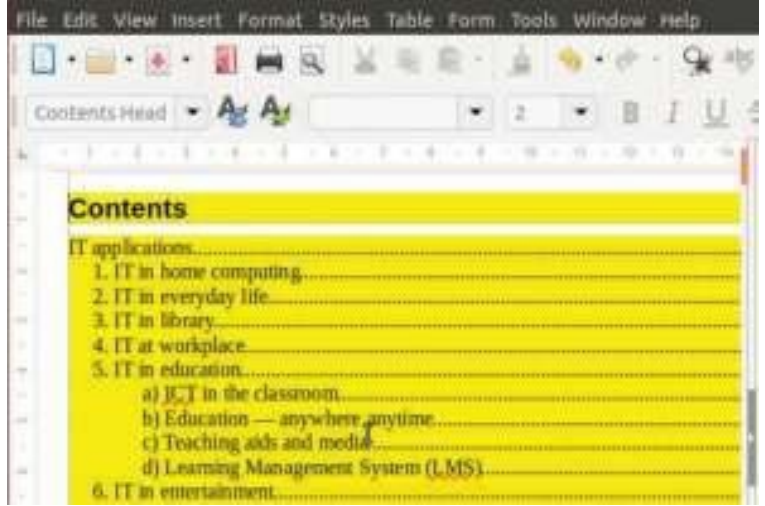 File Edit View Insert Format Styles Table Form Tools Window Help
Contents Head 2 B I U
Contents
IT applications
1. IT in home computing
2. IT in everyday life
3. IT in library
4. IT at workplace
5. IT in education
a) ICT in the classroom
b) Education — anywhere anytime
c) Teaching aids and media
d) Learning Management System (LMS)
6. IT in entertainment